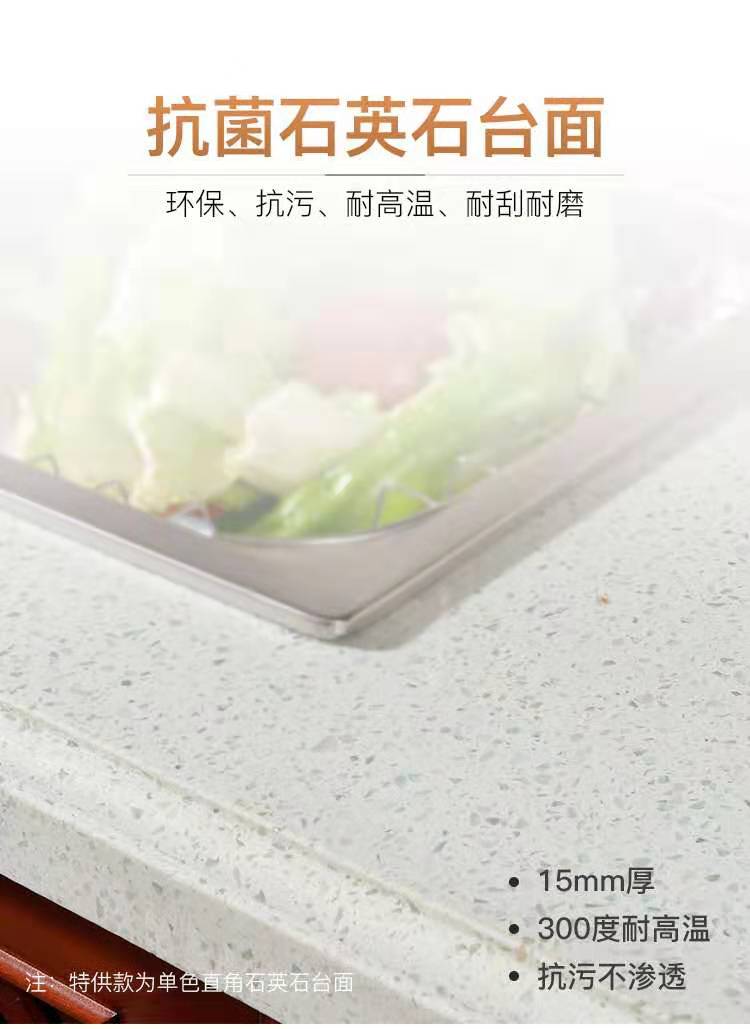 抗菌石英石台面
环保、抗污、耐高温、耐刮耐磨
• 15mm厚
• 300度耐高温
• 抗污不渗透
注：特供款为单色直角石英石台面